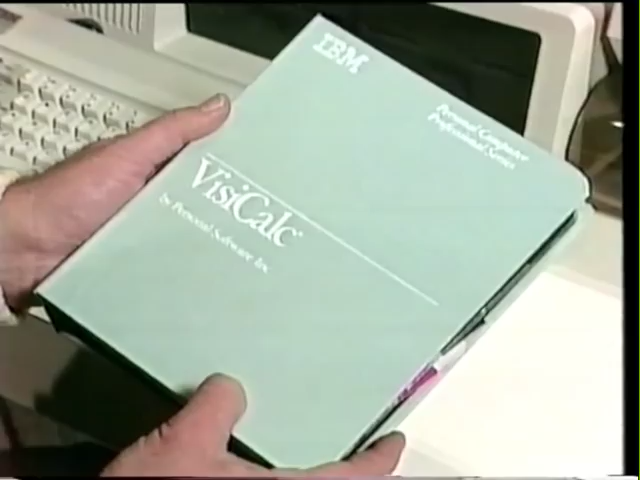 IBM
Personal Computer
Professional Series
VisiCalc
by Personal Software Inc.